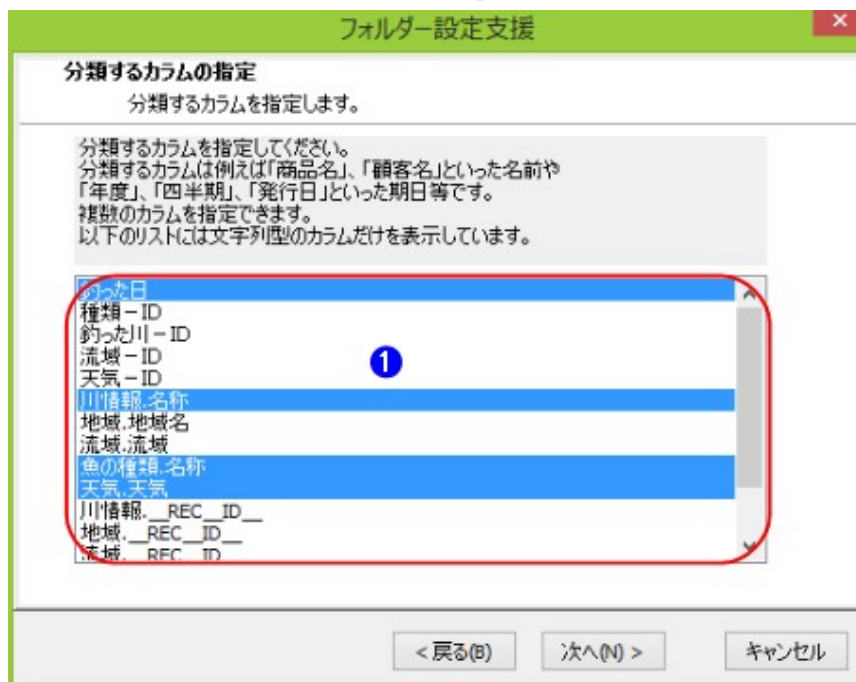 フォルダー設定支援
分類するカラムの指定
分類するカラムを指定します。
分類するカラムを指定してください。
分類するカラムは例えば「商品名」、「顧客名」といった名前や
「年度」、「四半期」、「発行日」といった期日等です。
複数のカラムを指定できます。
以下のリストには文字列型のカラムだけを表示しています。
釣った日
種類－ID
釣った川－ID
流域－ID
天気－ID
1
川情報.名称
地域.地域名
流域.流域
魚の種類.名称
天気.天気
川情報.__REC__ID__
地域.__REC__ID__
流域.__REC__ID__
< 戻る(B)
次へ(N) >
キャンセル